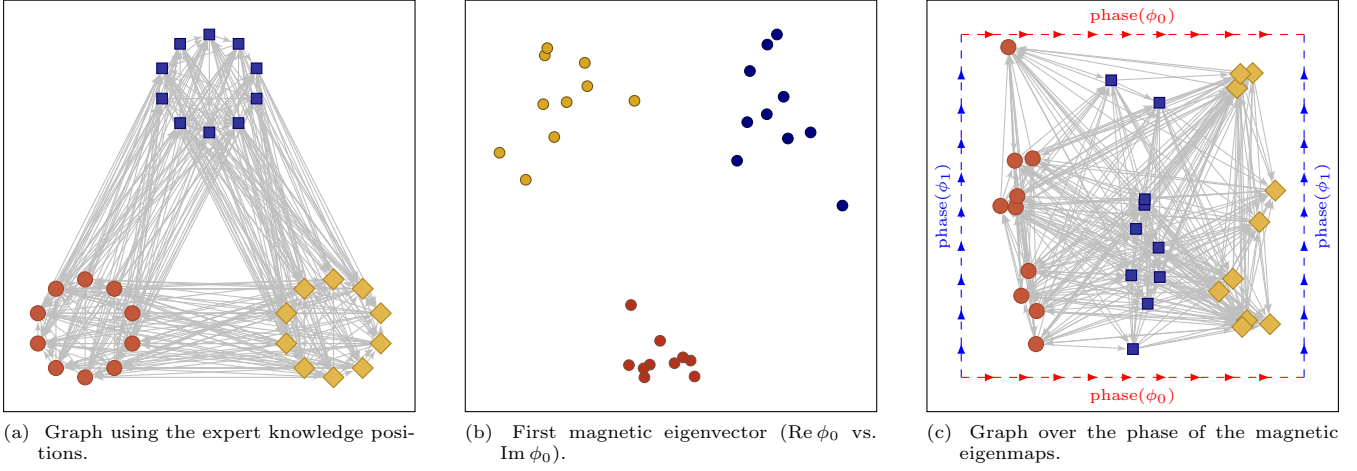 phase(ϕ0)
phase(ϕ1)
phase(ϕ1)
phase(ϕ0)
(a) Graph using the expert knowledge posi-
tions.
(b) First magnetic eigenvector (Re ϕ0 vs.
Im ϕ0).
(c) Graph over the phase of the magnetic
eigenmaps.